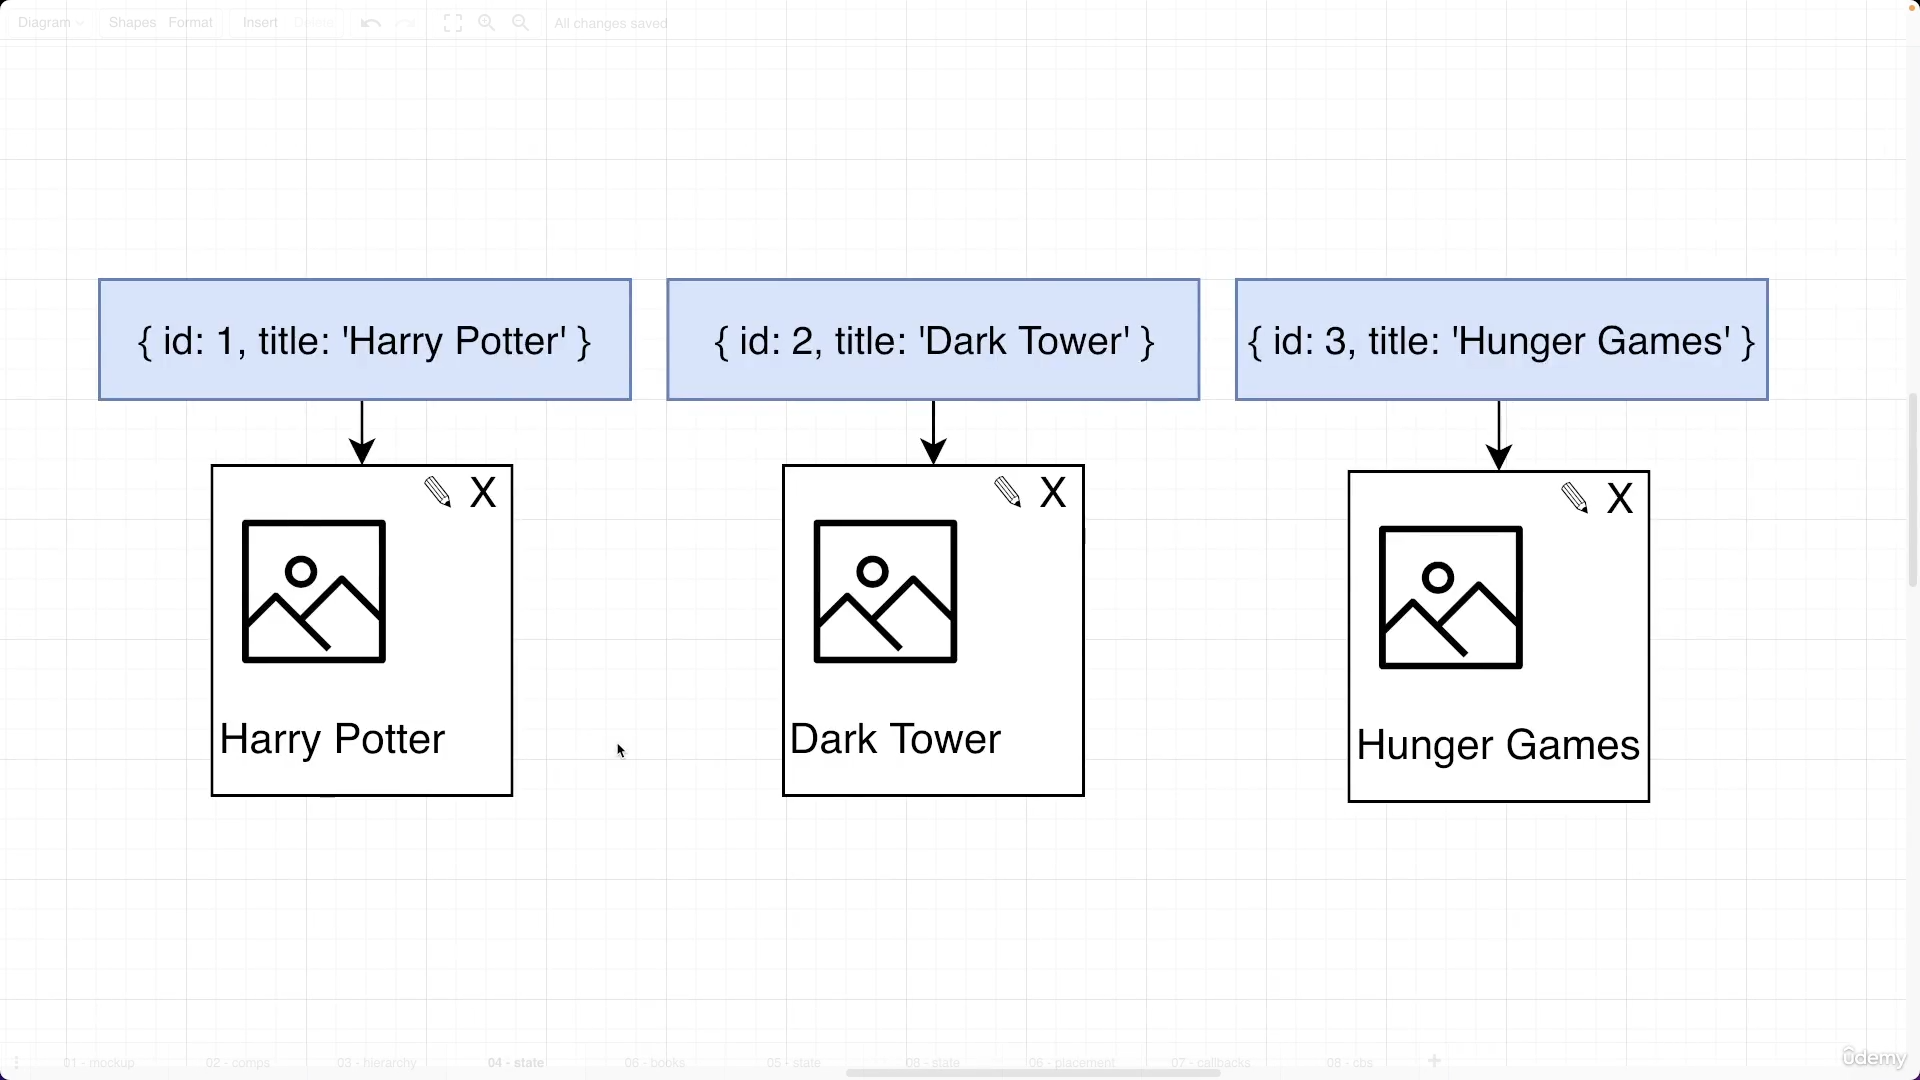 Diagram Shapes Format Insert Delete All changes saved
{ id: 1, title: 'Harry Potter' } { id: 2, title: 'Dark Tower' } { id: 3, title: 'Hunger Games' }
X X X
Harry Potter Dark Tower Hunger Games
01 - mockup 02 - comps 03 - hierarchy 04 - state 06 - books 05 - state 08 - state 06 - placement 07 - callbacks 08 - cbs
ûdemy